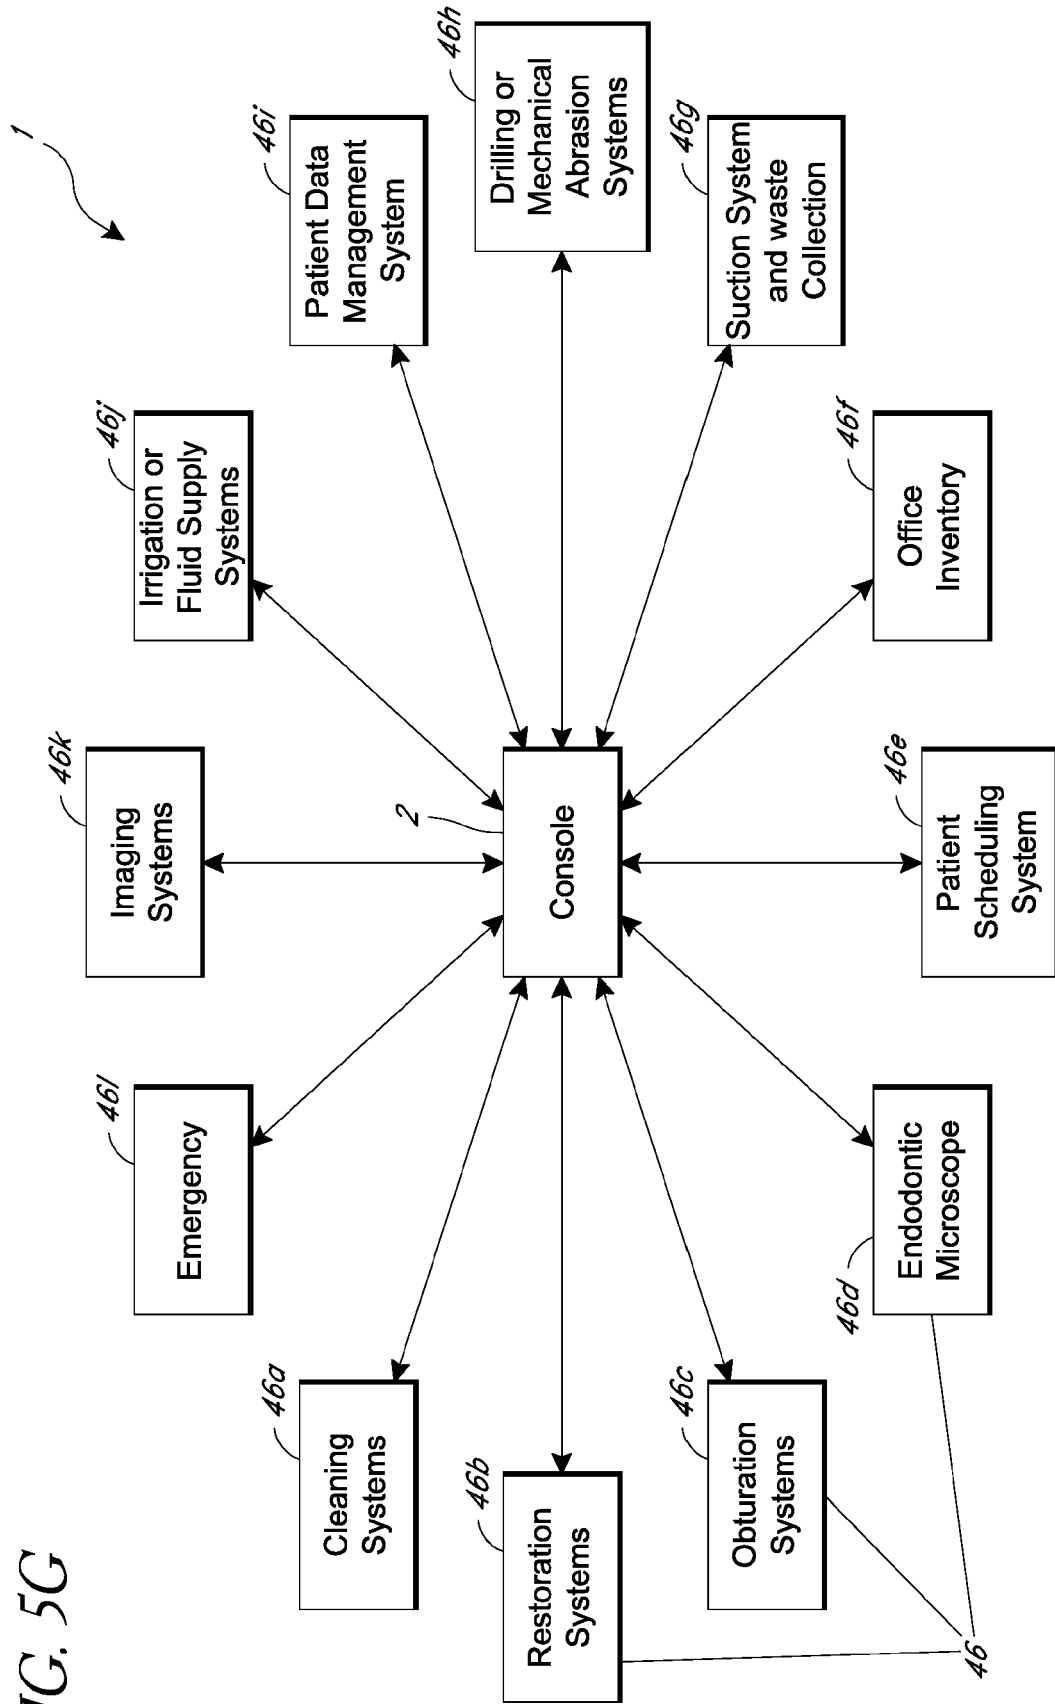 IG. 5G
1
46k
Imaging
Systems
46l
Emergency
46j
Irrigation or
Fluid Supply
Systems
46a
Cleaning
Systems
46i
Patient Data
Management
System
46b
Restoration
Systems
2
Console
46h
Drilling or
Mechanical
Abrasion
Systems
46c
Obturation
Systems
46g
Suction System
and waste
Collection
46d
Endodontic
Microscope
46f
Office
Inventory
46e
Patient
Scheduling
System
46